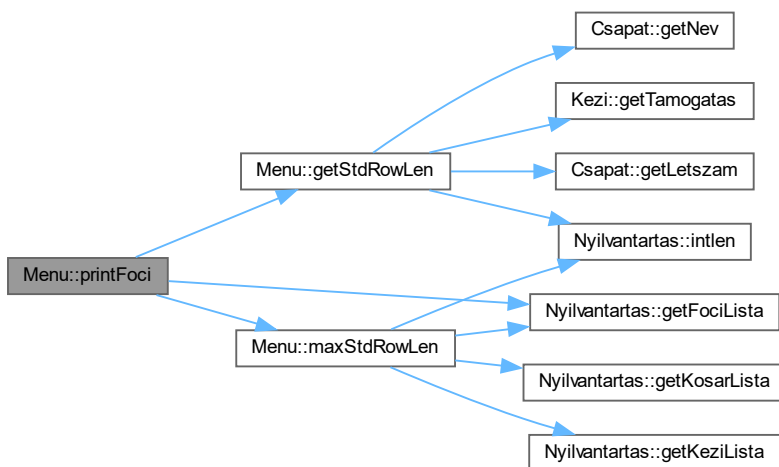 Csapat::getNev
Kezi::getTamogatas
Menu::getStdRowLen
Csapat::getLetszam
Nyilvantartas::intlen
Menu::printFoci
Nyilvantartas::getFociLista
Menu::maxStdRowLen
Nyilvantartas::getKosarLista
Nyilvantartas::getKeziLista